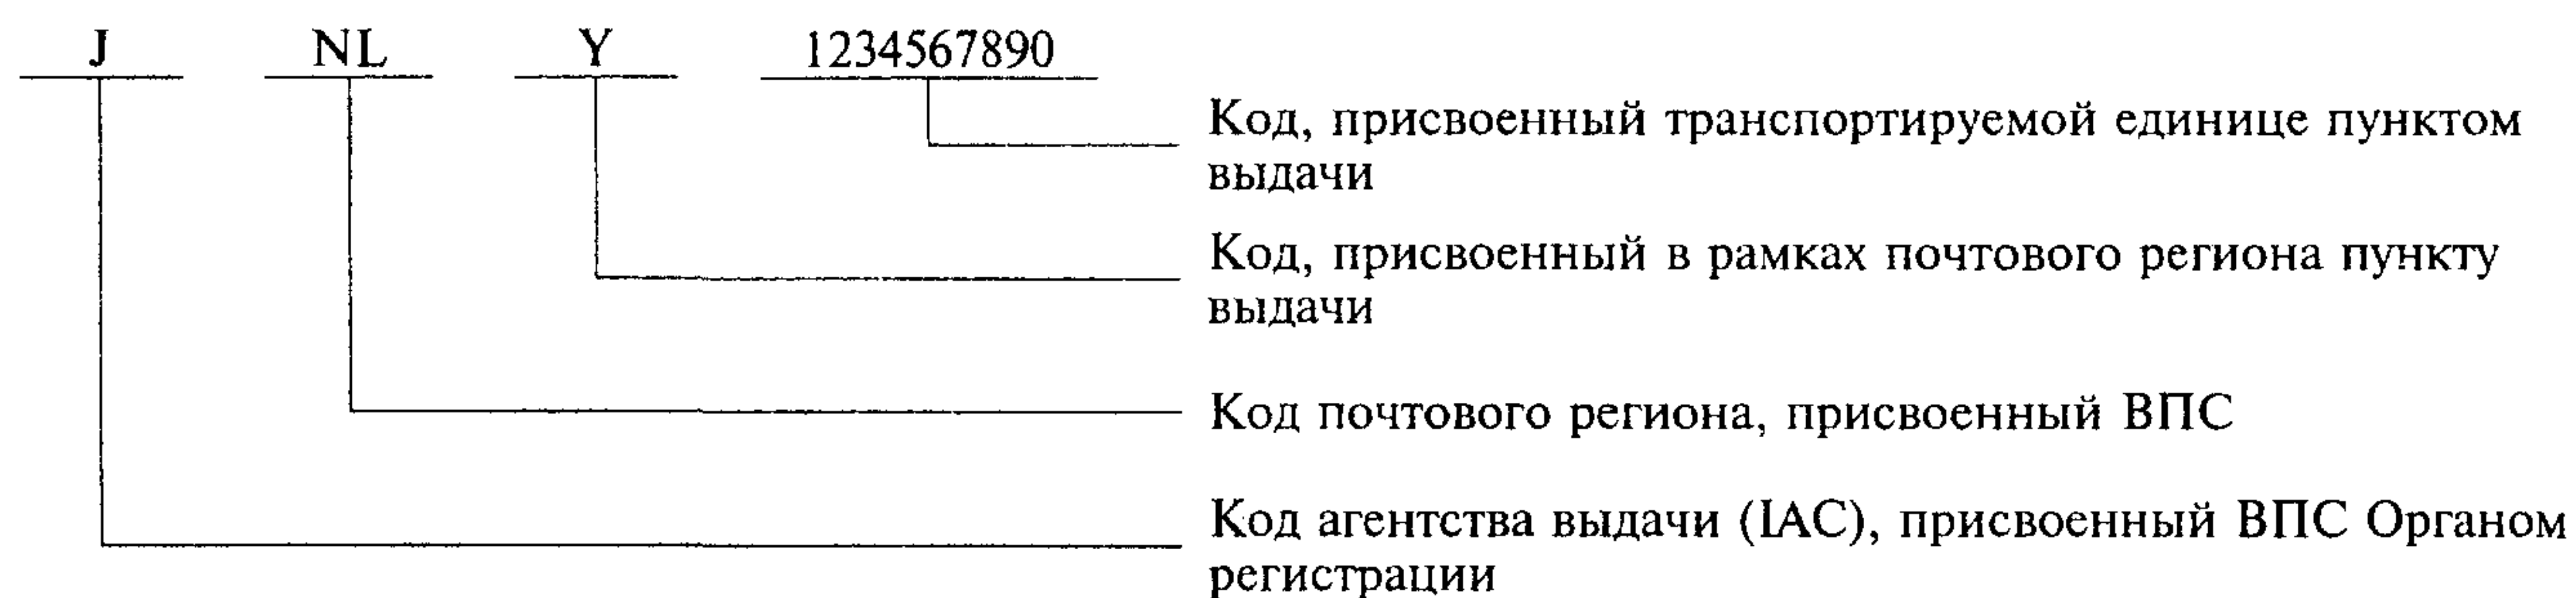 J NL Y 1234567890
Код, присвоенный транспортируемой единице пунктом
выдачи
Код, присвоенный в рамках почтового региона пункту
выдачи
Код почтового региона, присвоенный ВПС
Код агентства выдачи (IAC), присвоенный ВПС Органом
регистрации